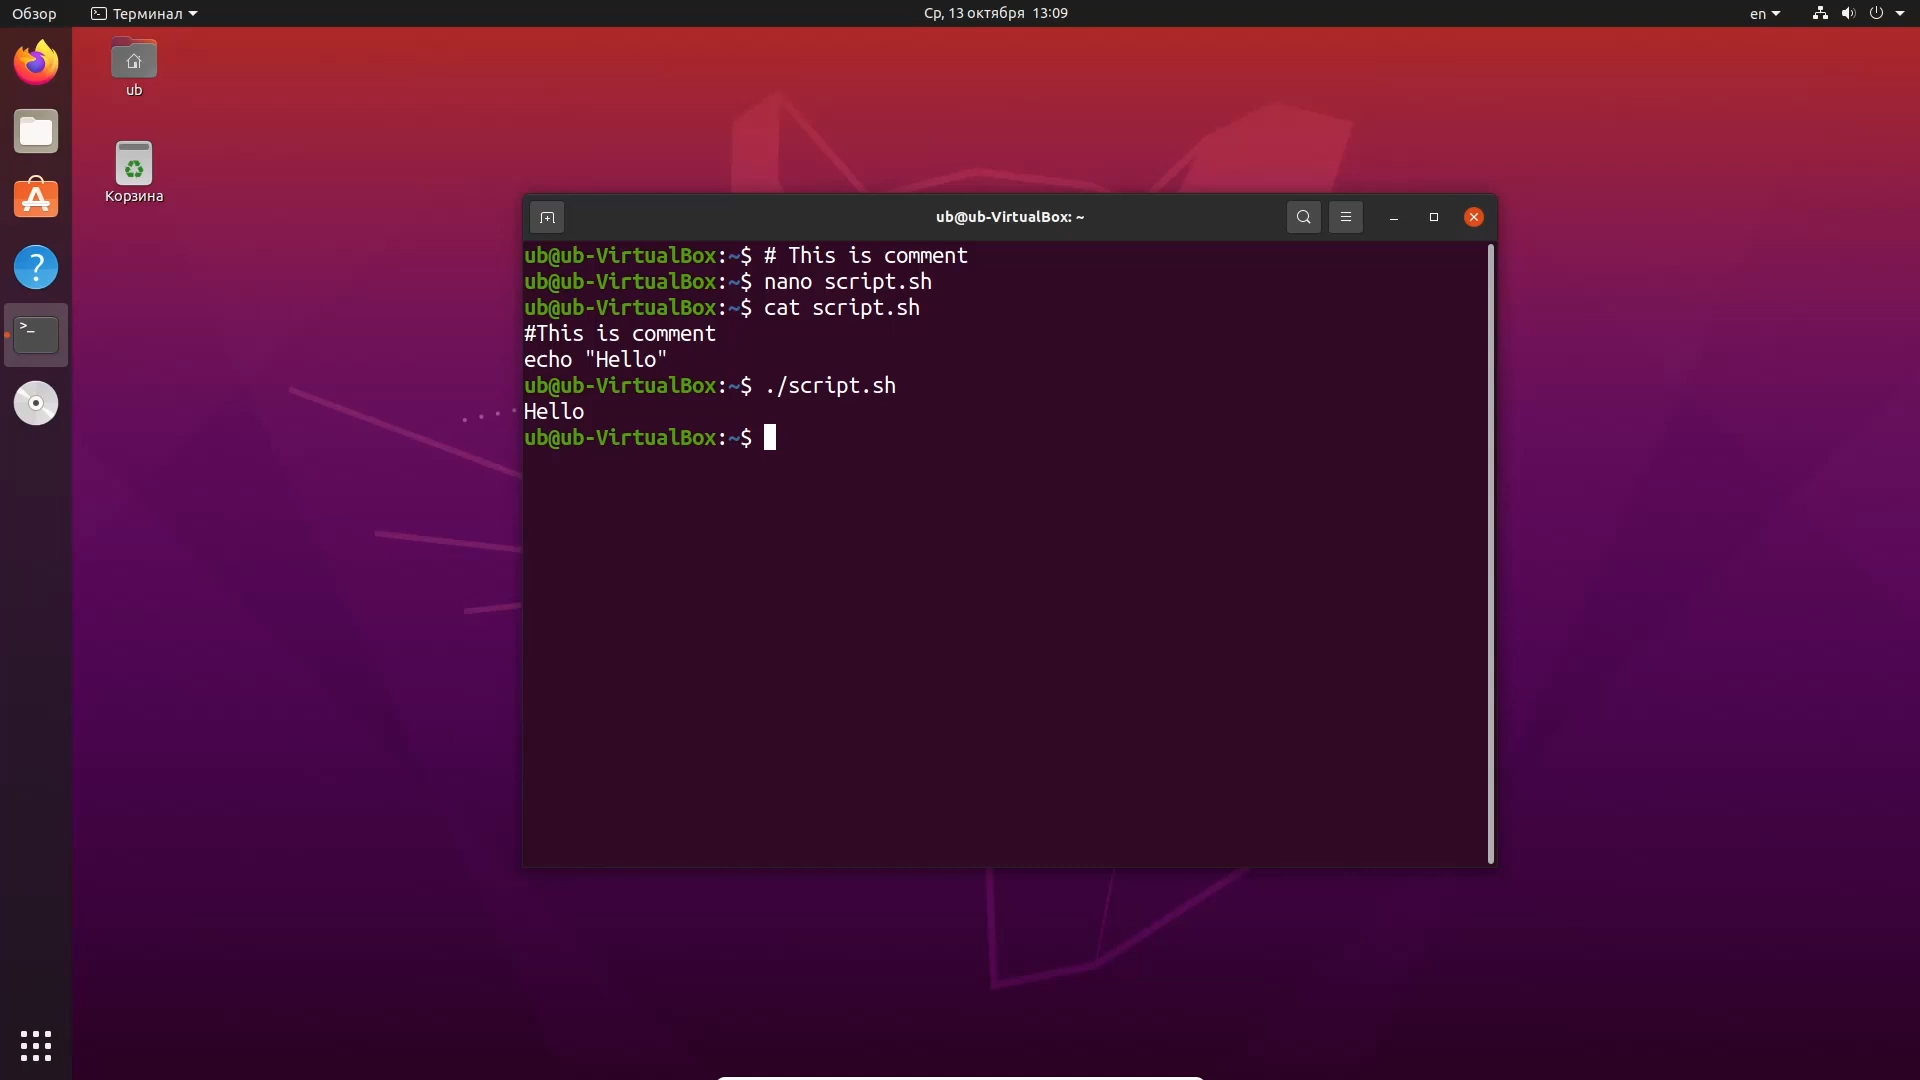 Обзор
Терминал
Ср, 13 октября 13:09
en
ub
Корзина
ub@ub-VirtualBox: ~
ub@ub-VirtualBox:~$ # This is comment
ub@ub-VirtualBox:~$ nano script.sh
ub@ub-VirtualBox:~$ cat script.sh
#This is comment
echo "Hello"
ub@ub-VirtualBox:~$ ./script.sh
Hello
ub@ub-VirtualBox:~$